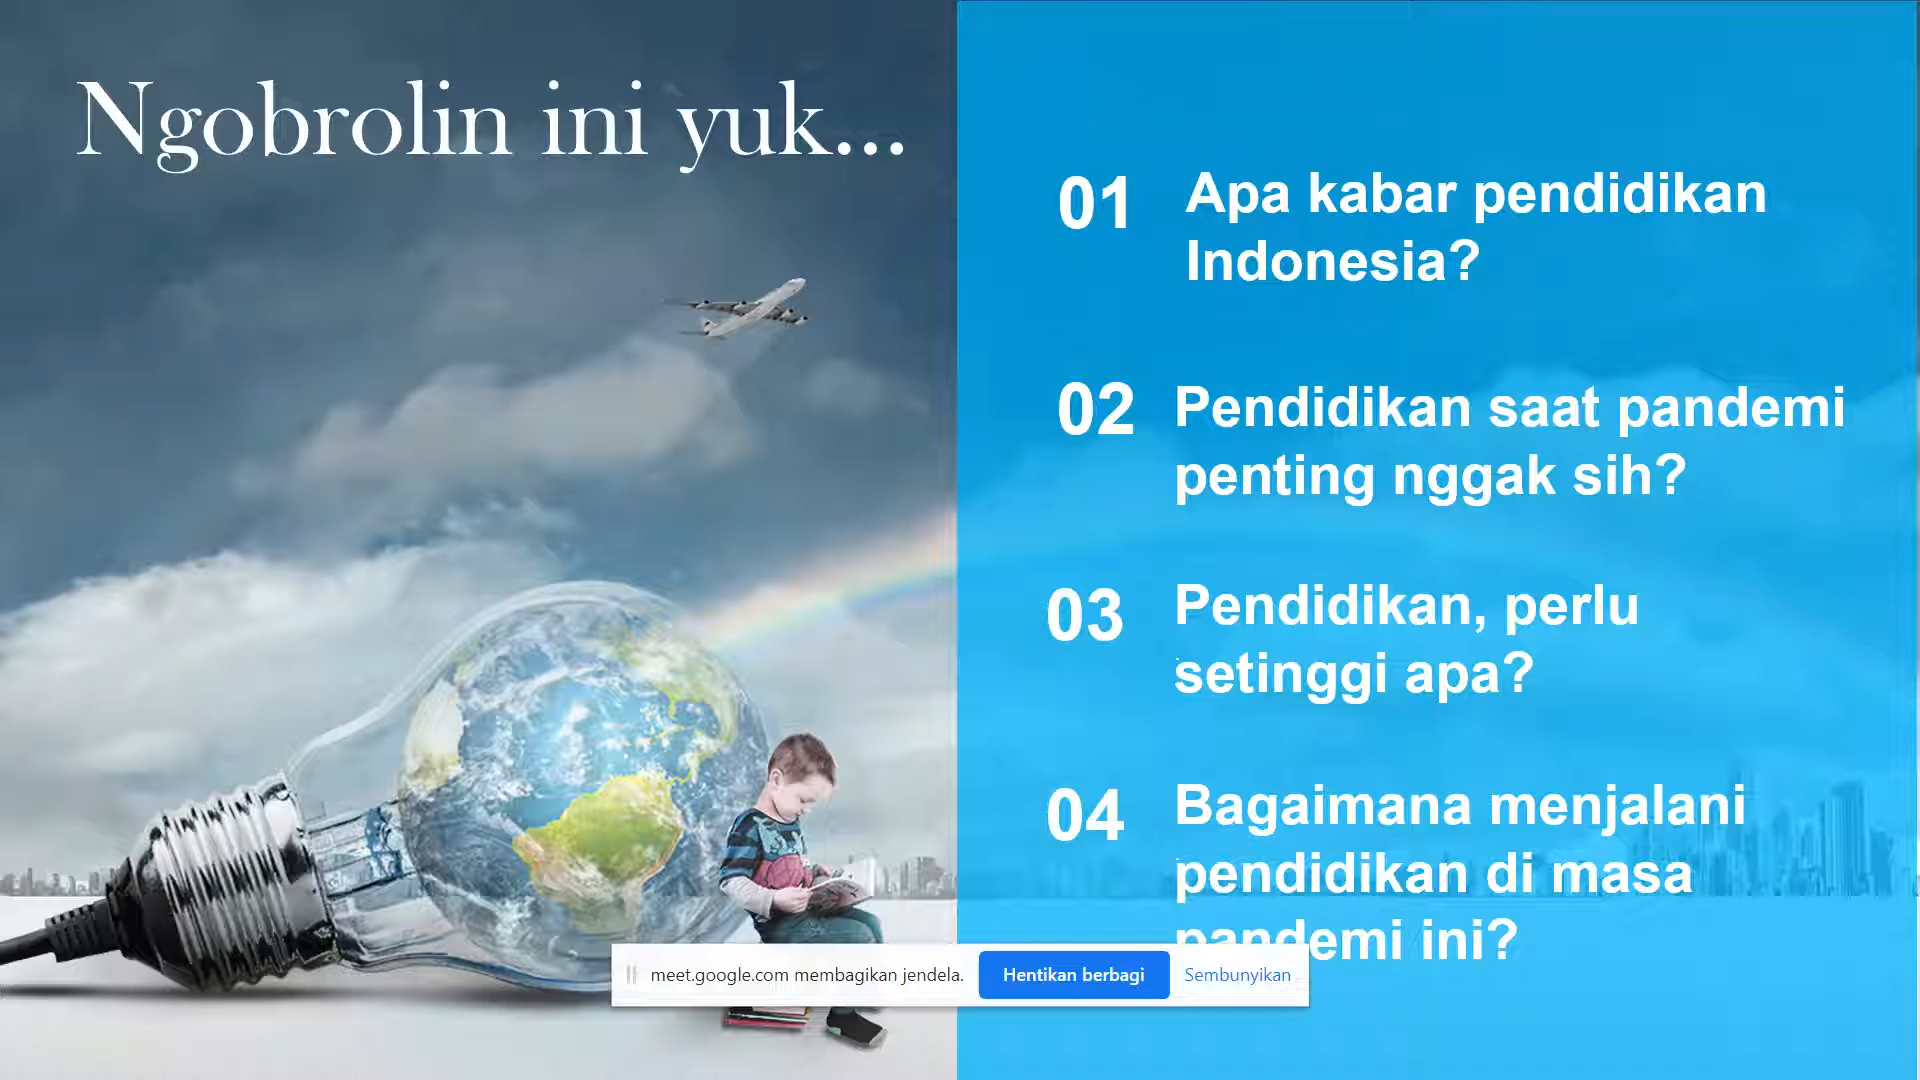 Ngobrolin ini yuk...
01
Apa kabar pendidikan
Indonesia?
02
Pendidikan saat pandemi
penting nggak sih?
03
Pendidikan, perlu
setinggi apa?
04
Bagaimana menjalani
pendidikan di masa
pandemi ini?
meet.google.com membagikan jendela.
Hentikan berbagi
Sembunyikan